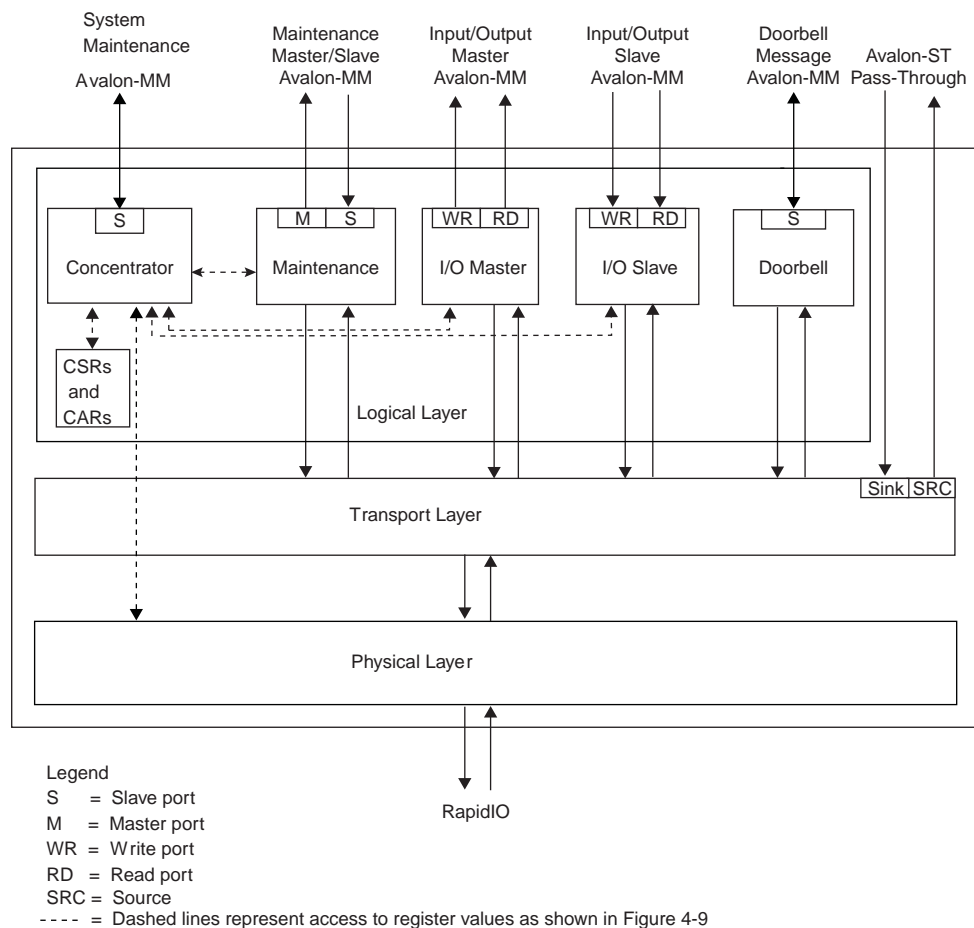 System
Maintenance
Avalon-MM
Maintenance
Master/Slave
Avalon-MM
Input/Output
Master
Avalon-MM
Input/Output
Slave
Avalon-MM
Doorbell
Message
Avalon-MM
Avalon-ST
Pass-Through
S
Concentrator
M S
Maintenance
WR RD
I/O Master
WR RD
I/O Slave
S
Doorbell
CSRs
and
CARs
Logical Layer
Sink SRC
Transport Layer
Physical Layer
RapidIO
Legend
S = Slave port
M = Master port
WR = Write port
RD = Read port
SRC = Source
---- = Dashed lines represent access to register values as shown in Figure 4-9